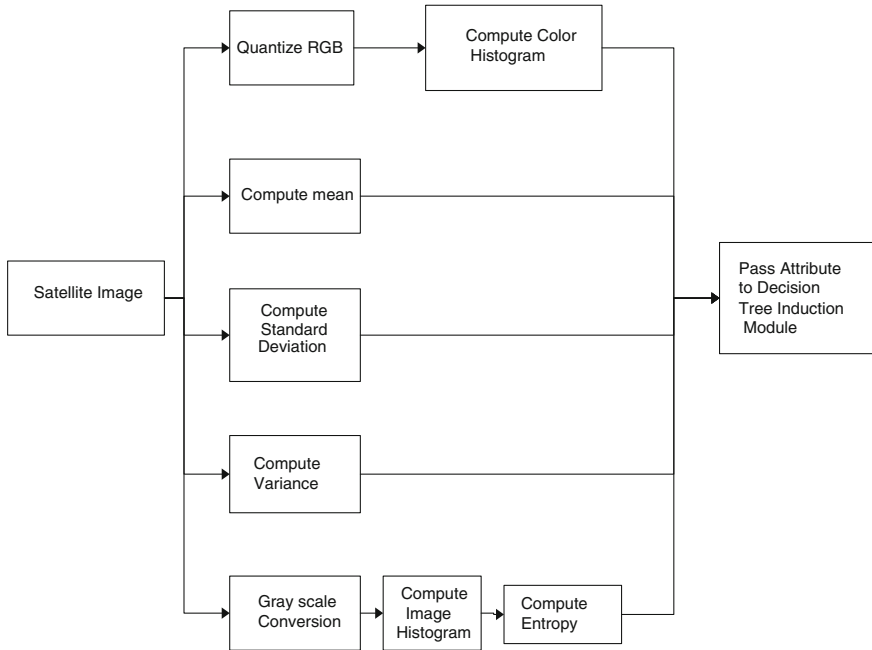 Quantize RGB
Compute Color
Histogram
Compute mean
Satellite Image
Compute
Standard
Deviation
Pass Attribute
to Decision
Tree Induction
Module
Compute
Variance
Gray scale
Conversion
Compute
Image
Histogram
Compute
Entropy